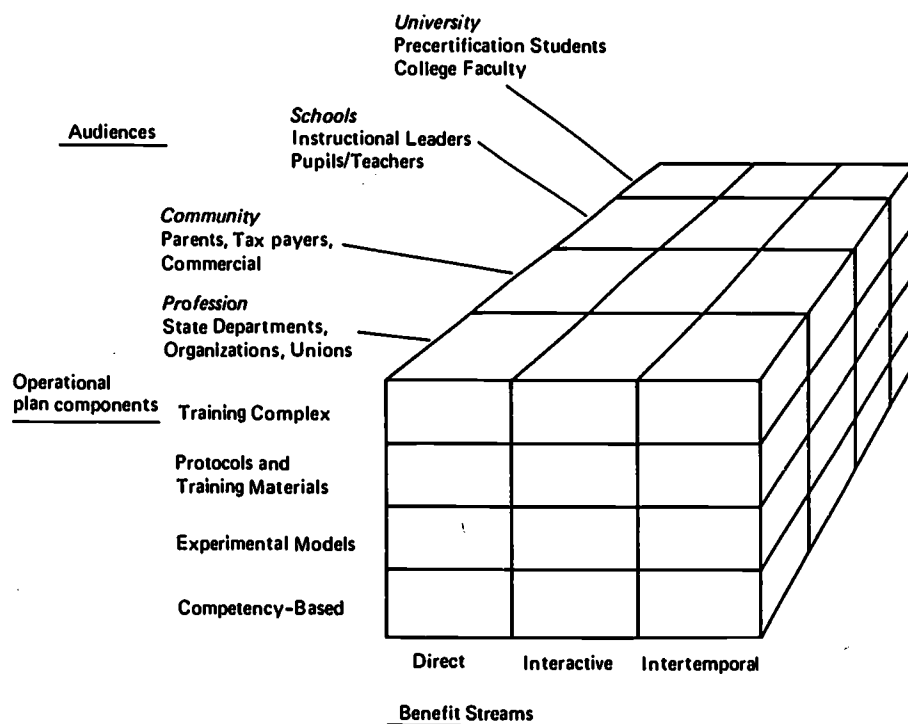 University
Precertification Students
College Faculty
Schools
Instructional Leaders
Pupils/Teachers
Audiences
Community
Parents, Tax payers,
Commercial
Profession
State Departments,
Organizations, Unions
Operational
plan components
Training Complex
Protocols and
Training Materials
Experimental Models
Competency-Based
Direct
Interactive
Intertemporal
Benefit Streams